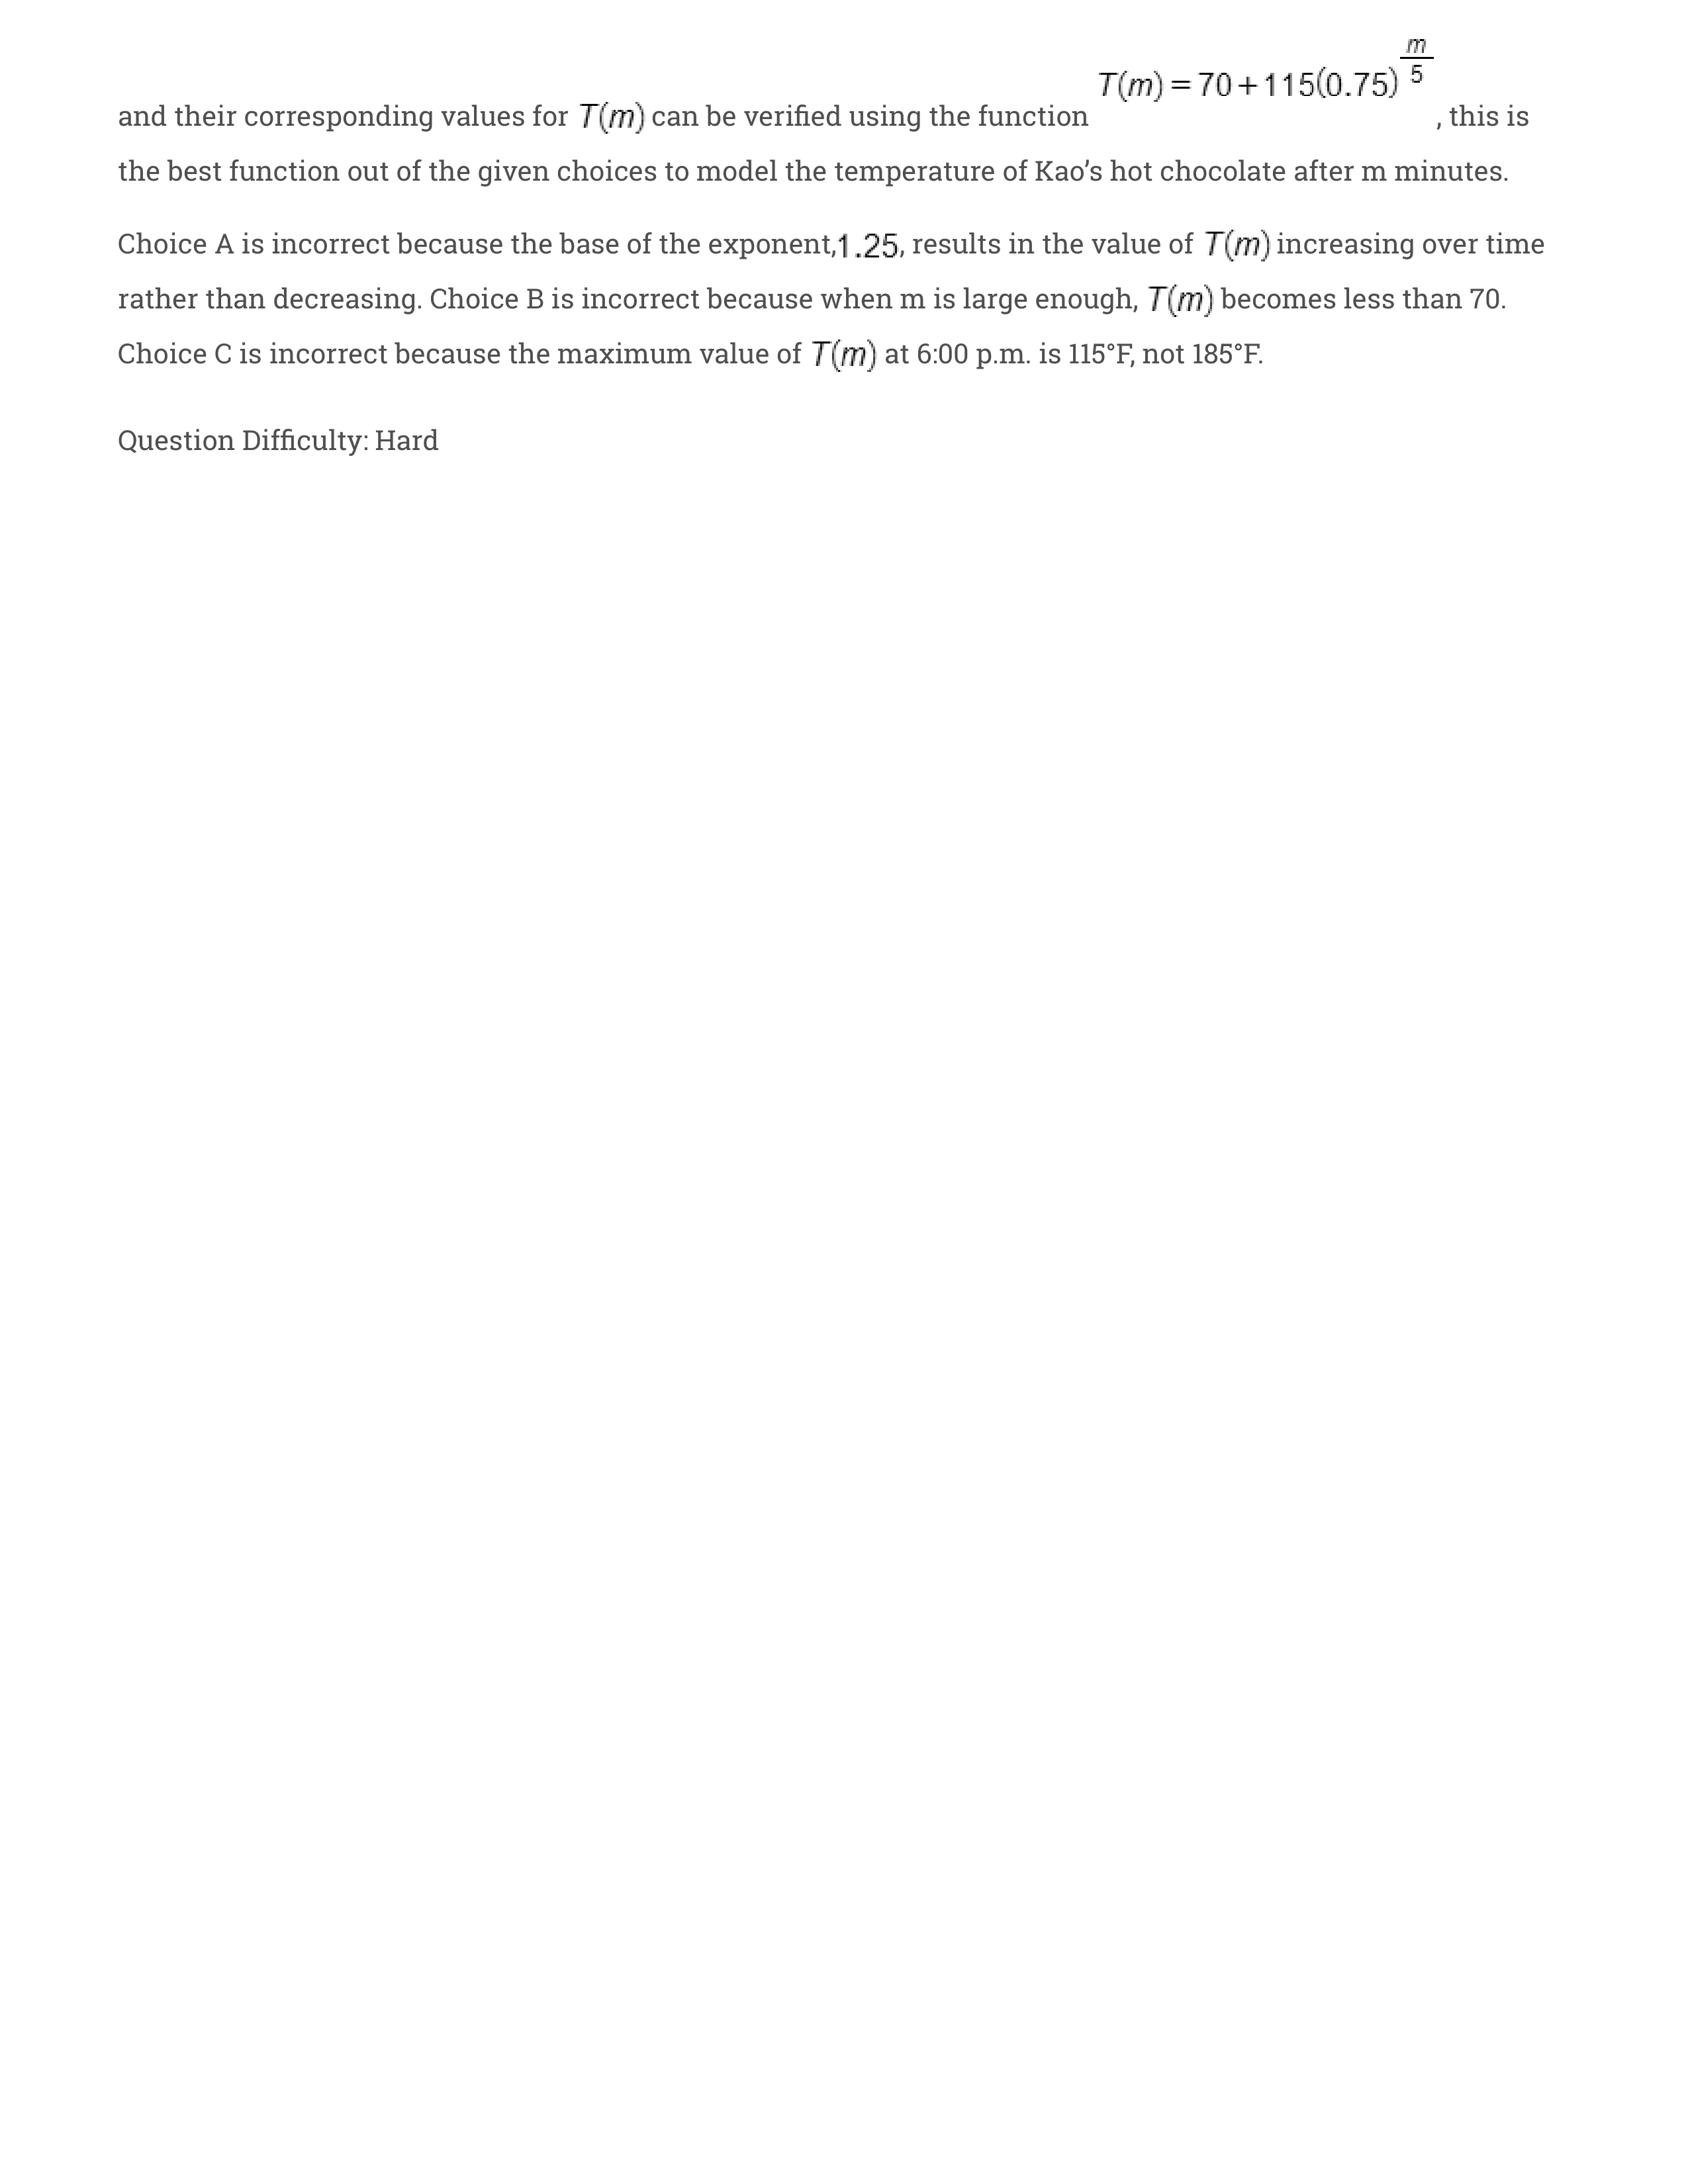 and their corresponding values for T(m) can be verified using the function T(m) = 70 + 115(0.75)^(m/5), this is
the best function out of the given choices to model the temperature of Kao’s hot chocolate after m minutes.
Choice A is incorrect because the base of the exponent,1.25, results in the value of T(m) increasing over time
rather than decreasing. Choice B is incorrect because when m is large enough, T(m) becomes less than 70.
Choice C is incorrect because the maximum value of T(m) at 6:00 p.m. is 115°F, not 185°F.
Question Difficulty: Hard